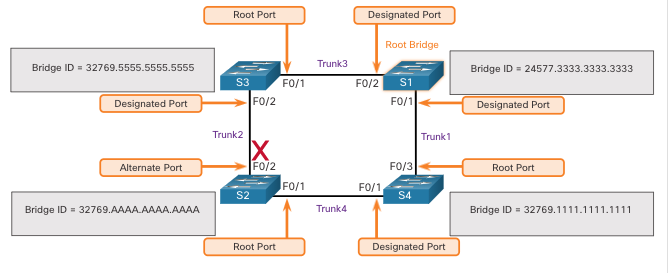 Root Port
Designated Port
Root Bridge
Bridge ID = 32769.5555.5555.5555
Trunk3
Bridge ID = 24577.3333.3333.3333
S3
F0/1
F0/2
S1
Designated Port
F0/2
F0/1
Designated Port
Trunk2
Trunk1
X
Alternate Port
F0/2
F0/3
Root Port
S2
F0/1
F0/1
S4
Bridge ID = 32769.AAAA.AAAA.AAAA
Trunk4
Bridge ID = 32769.1111.1111.1111
Root Port
Designated Port